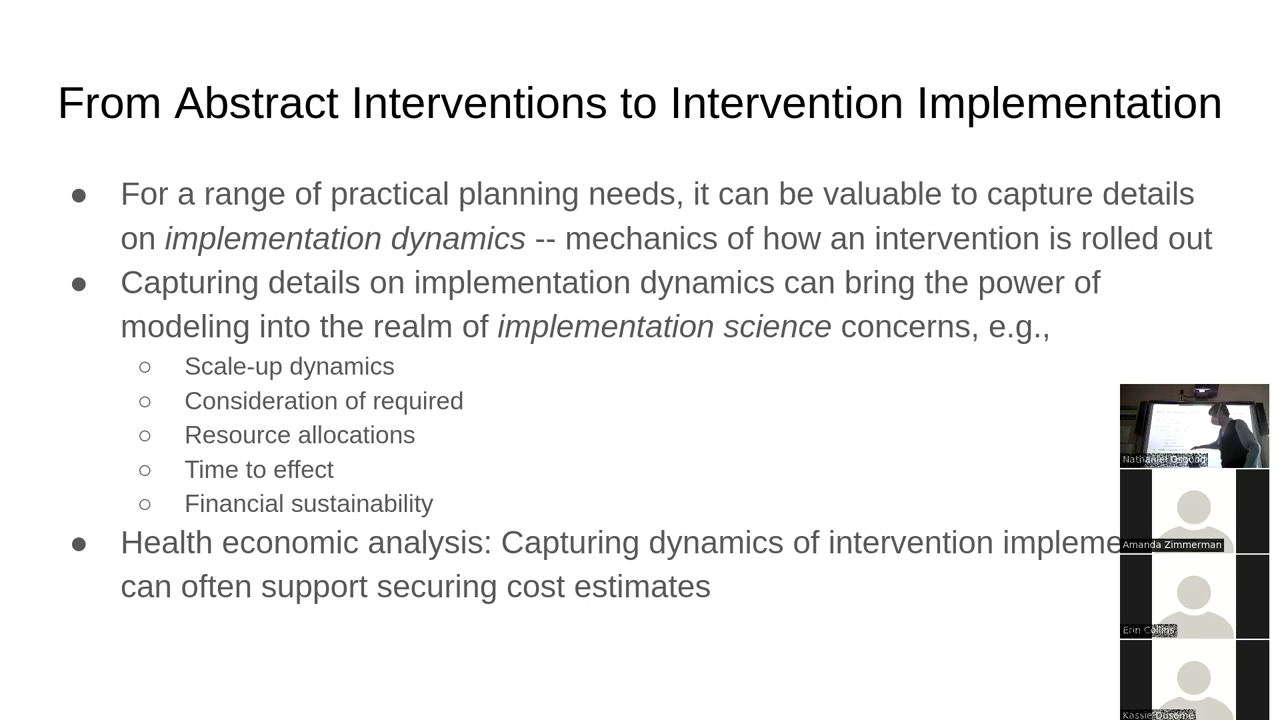 From Abstract Interventions to Intervention Implementation
● For a range of practical planning needs, it can be valuable to capture details
on implementation dynamics -- mechanics of how an intervention is rolled out
● Capturing details on implementation dynamics can bring the power of
modeling into the realm of implementation science concerns, e.g.,
○ Scale-up dynamics
○ Consideration of required
○ Resource allocations
○ Time to effect
○ Financial sustainability
● Health economic analysis: Capturing dynamics of intervention impleme
can often support securing cost estimates
Nathaniel Osgood
Amanda Zimmerman
Erin Collins
Kassie